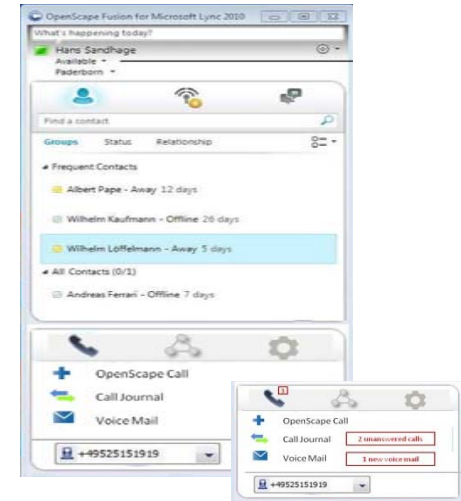 OpenScape Fusion for Microsoft Lync 2010
What's happening today?
Hans Sandhage
Available
Paderborn
Find a contact
Groups Status Relationship
Frequent Contacts
Albert Pape - Away 12 days
Wilhelm Kaufmann - Offline 26 days
Wilhelm Löffelmann - Away 5 days
All Contacts (0/1)
Andreas Ferrari - Offline 7 days
OpenScape Call
Call Journal
Voice Mail
+49525151919
OpenScape Call
Call Journal 2 unanswered calls
Voice Mail 1 new voice mail
+49525151919